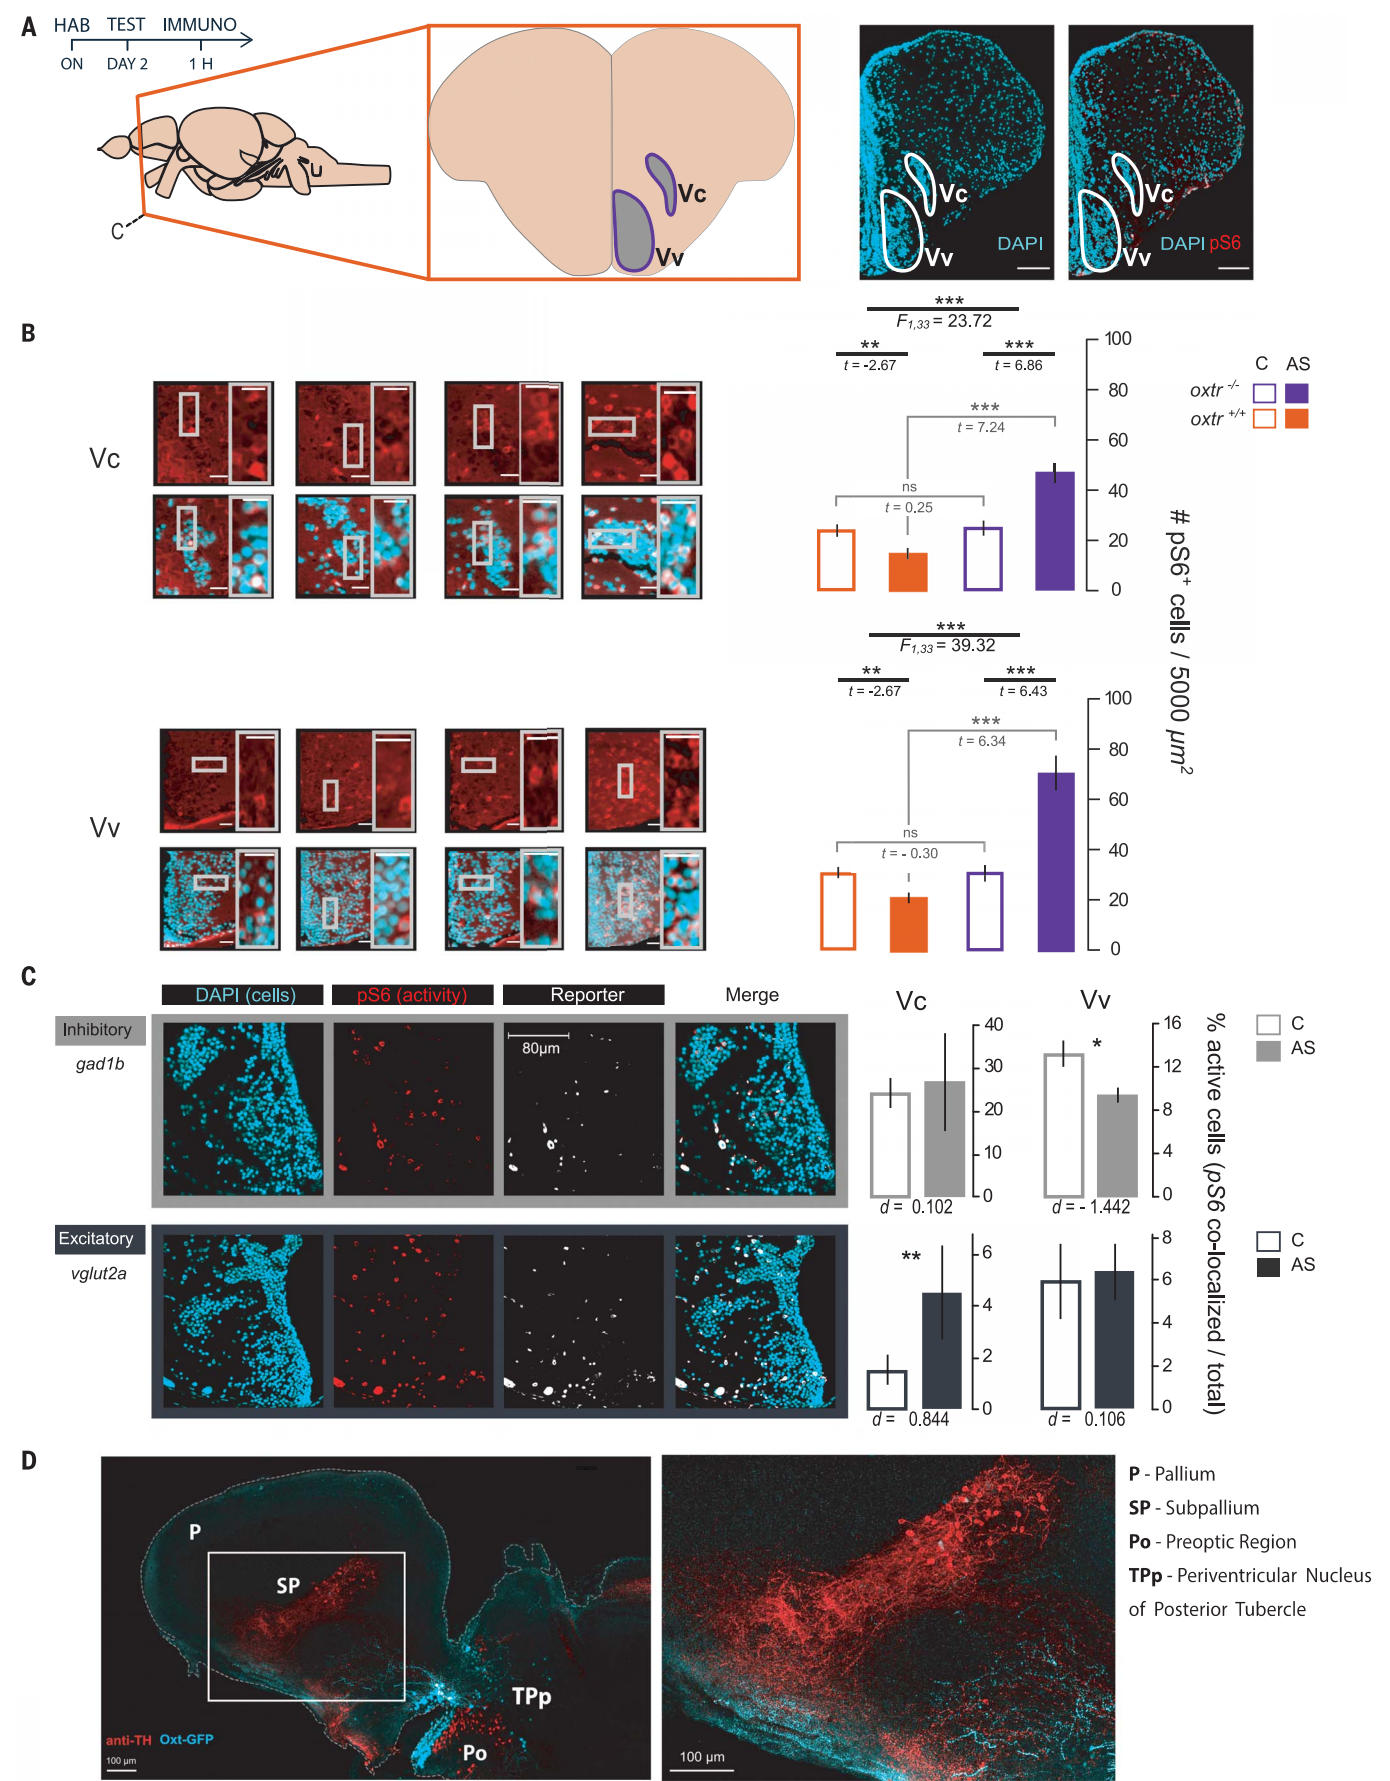 A
HAB TEST IMMUNO
ON DAY 2 1 H
C
Vc
Vv
Vc
Vv
DAPI
Vc
Vv
DAPI pS6
B
***
F1,33 = 23.72
**
t = -2.67
***
t = 6.86
***
t = 7.24
ns
t = 0.25
100
80
60
40
20
0
C AS
oxtr -/-
oxtr +/+
Vc
# pS6+ cells / 5000 µm2
***
F1,33 = 39.32
**
t = -2.67
***
t = 6.43
***
t = 6.34
ns
t = - 0.30
100
80
60
40
20
0
Vv
C
DAPI (cells)
pS6 (activity)
Reporter
Merge
Inhibitory
gad1b
80µm
Vc
40
30
20
10
0
d = 0.102
Vv
*
16
12
8
4
0
d = - 1.442
C
AS
% active cells (pS6 co-localized / total)
Excitatory
vglut2a
**
6
4
2
0
d = 0.844
8
6
4
2
0
d = 0.106
C
AS
D
P
SP
TPp
Po
anti-TH Oxt-GFP
100 µm
100 µm
P - Pallium
SP - Subpallium
Po - Preoptic Region
TPp - Periventricular Nucleus
of Posterior Tubercle